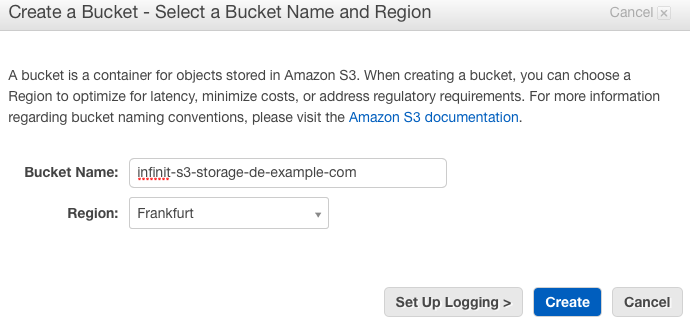 Create a Bucket - Select a Bucket Name and Region Cancel x
A bucket is a container for objects stored in Amazon S3. When creating a bucket, you can choose a
Region to optimize for latency, minimize costs, or address regulatory requirements. For more information
regarding bucket naming conventions, please visit the Amazon S3 documentation.
Bucket Name: infinit-s3-storage-de-example-com
Region: Frankfurt
Set Up Logging > Create Cancel